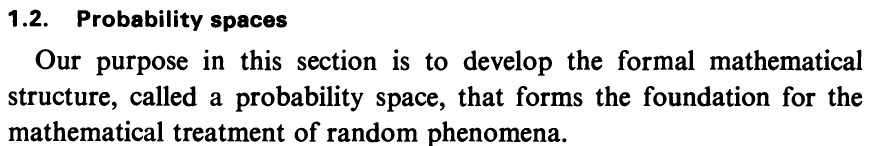 1.2. Probability spaces
Our purpose in this section is to develop the formal mathematical
structure, called a probability space, that forms the foundation for the
mathematical treatment of random phenomena.